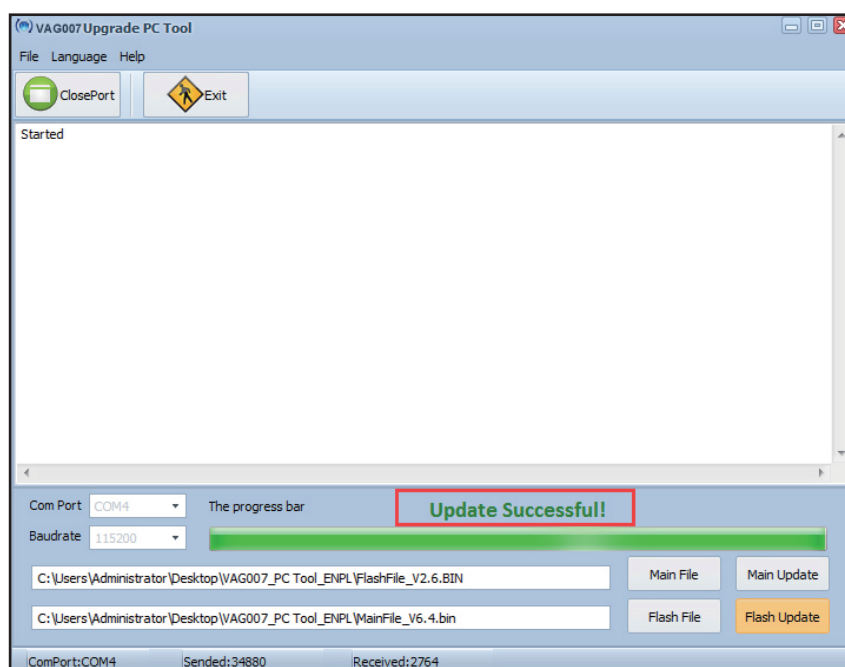 VAG007 Upgrade PC Tool
File Language Help
ClosePort Exit
Started
Com Port COM4 The progress bar Update Successful!
Baudrate 115200
C:\Users\Administrator\Desktop\VAG007_PC Tool_ENPL\FlashFile_V2.6.BIN Main File Main Update
C:\Users\Administrator\Desktop\VAG007_PC Tool_ENPL\MainFile_V6.4.bin Flash File Flash Update
ComPort:COM4 Sended:34880 Received:2764